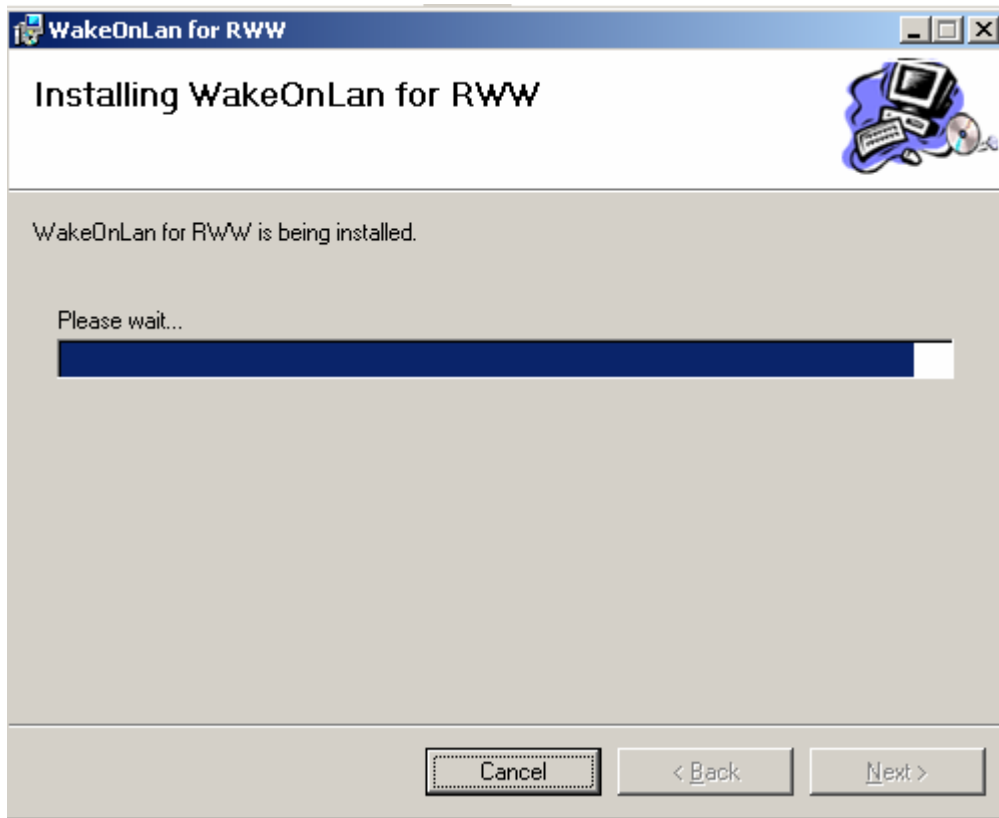 WakeOnLan for RWW
Installing WakeOnLan for RWW
WakeOnLan for RWW is being installed.
Please wait...
Cancel
< Back
Next >